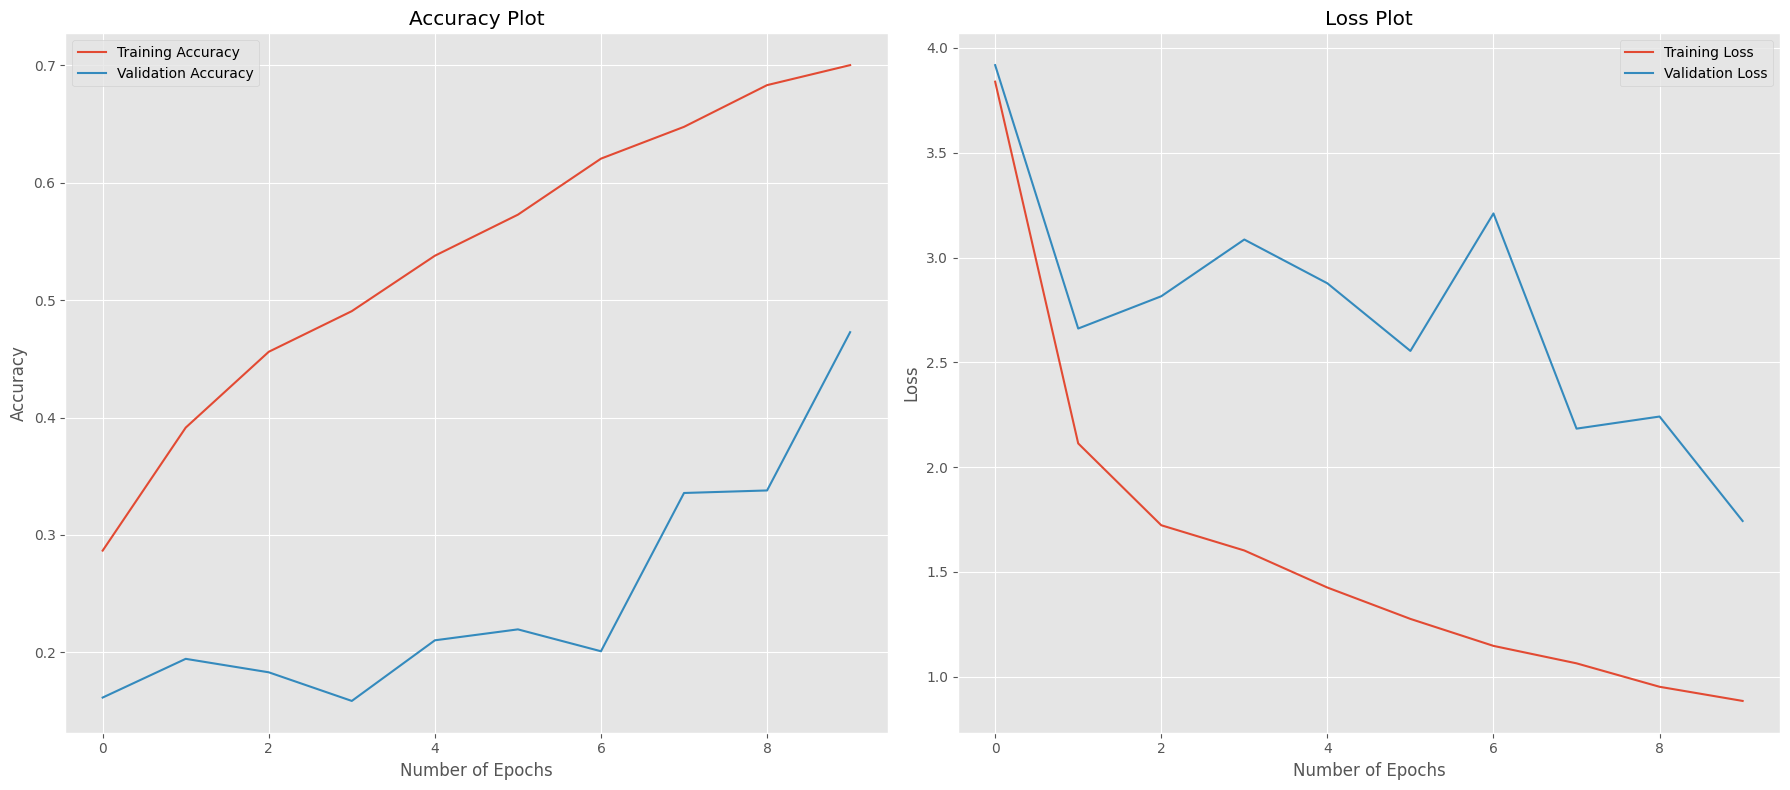 Accuracy Plot
Training Accuracy
Validation Accuracy
0.7
0.6
0.5
0.4
0.3
0.2
Accuracy
0 2 4 6 8
Number of Epochs
Loss Plot
Training Loss
Validation Loss
4.0
3.5
3.0
2.5
2.0
1.5
1.0
Loss
0 2 4 6 8
Number of Epochs